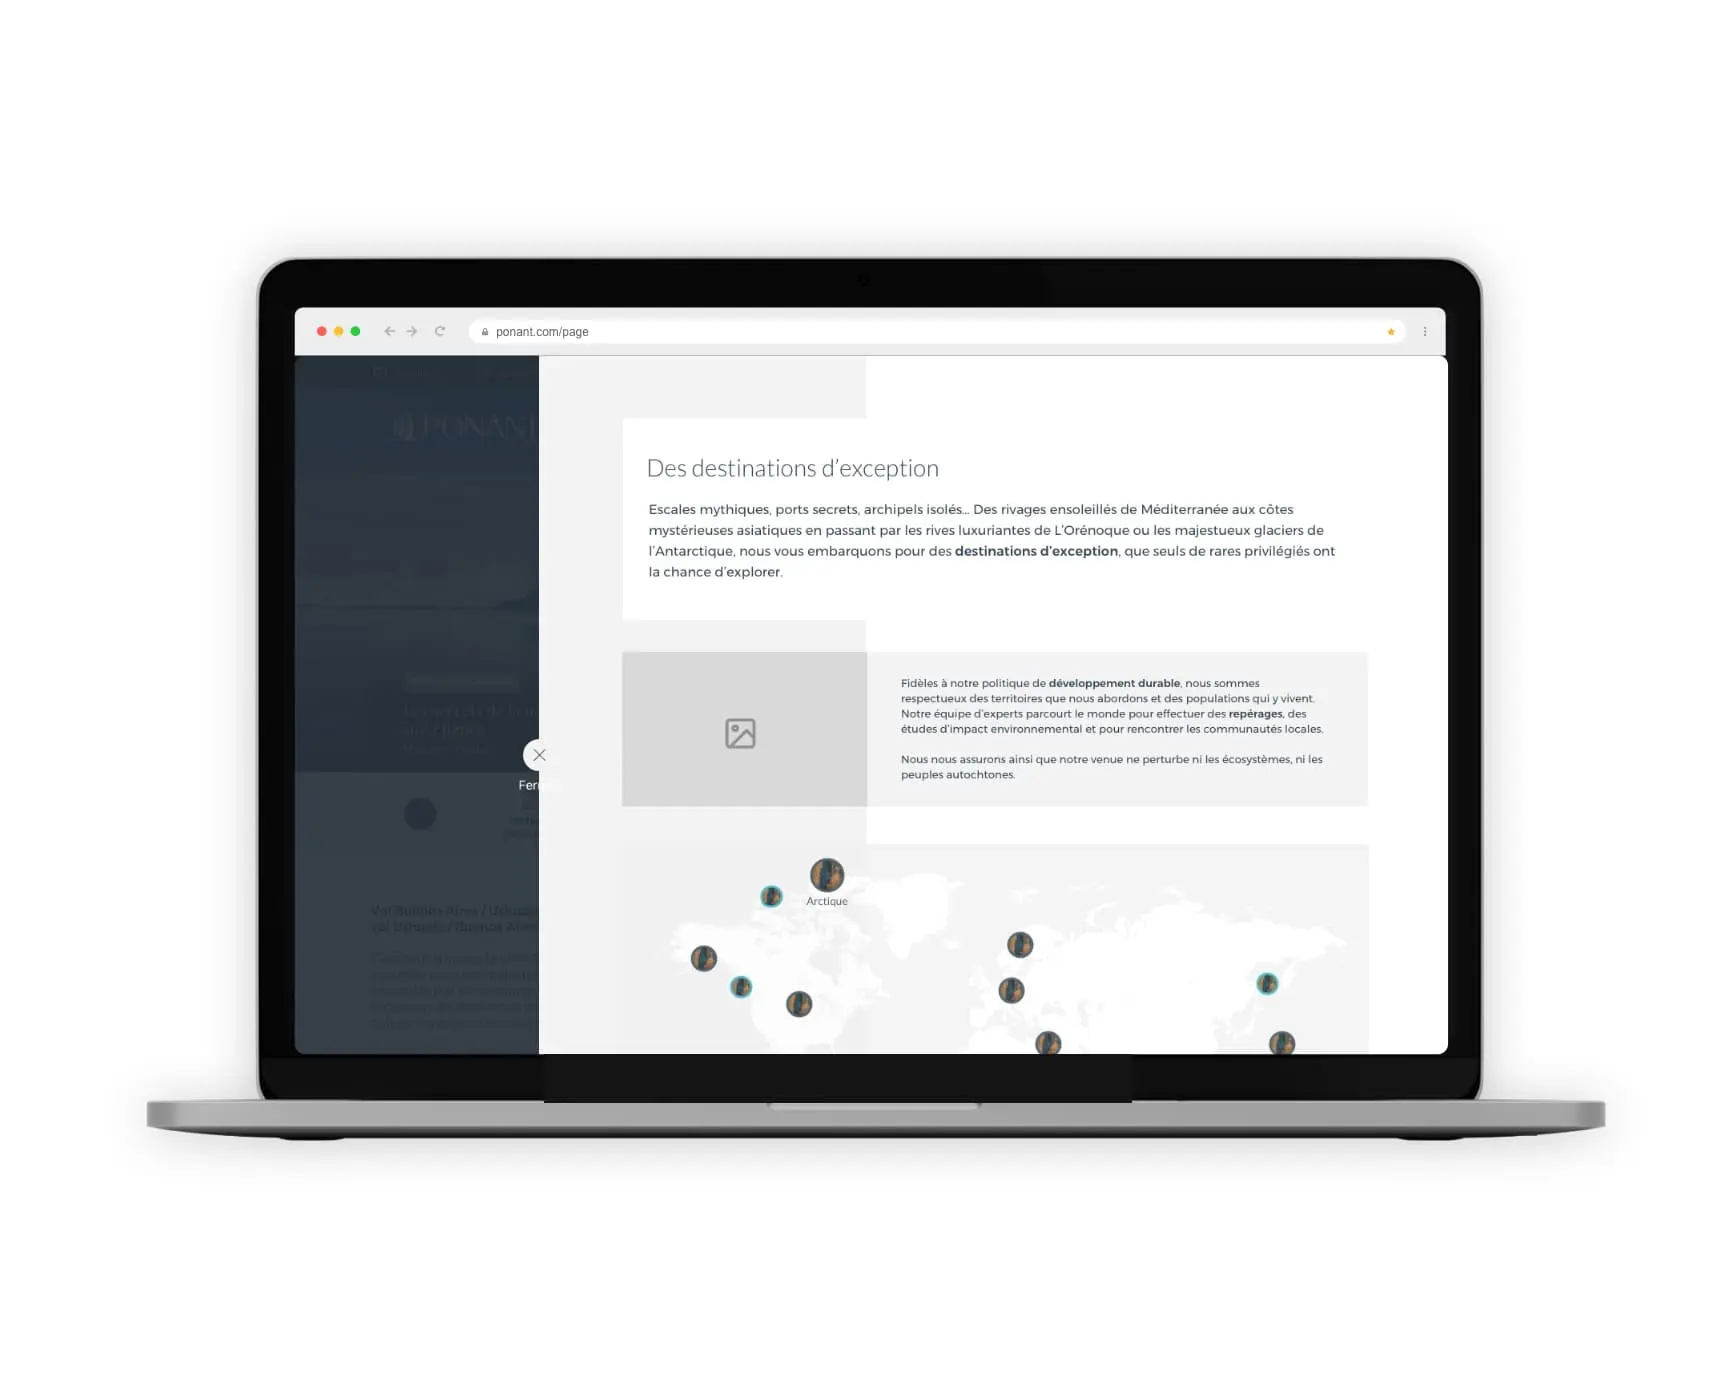 ponant.com/page
PONANT
Des destinations d’exception
Escales mythiques, ports secrets, archipels isolés… Des rivages ensoleillés de Méditerranée aux côtes
mystérieuses asiatiques en passant par les rives luxuriantes de L’Orénoque ou les majestueux glaciers de
l’Antarctique, nous vous embarquons pour des destinations d’exception, que seuls de rares privilégiés ont
la chance d’explorer.
Fidèles à notre politique de développement durable, nous sommes
respectueux des territoires que nous abordons et des populations qui y vivent.
Notre équipe d’experts parcourt le monde pour effectuer des repérages, des
études d’impact environnemental et pour rencontrer les communautés locales.
Nous nous assurons ainsi que notre venue ne perturbe ni les écosystèmes, ni les
peuples autochtones.
Fer
Arctique